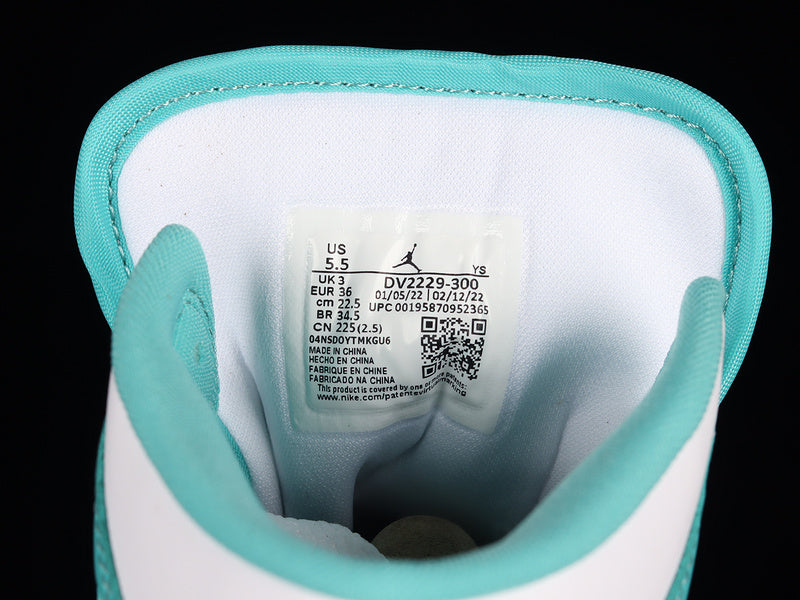 US
5.5
YS
UK 3
DV2229-300
EUR 36
01/05/22 | 02/12/22
cm 22.5
UPC 00195870952365
BR 34.5
CN 225(2.5)
04NSDOYTMKGU6
MADE IN CHINA
HECHO EN CHINA
FABRIQUE EN CHINE
FABRICADO NA CHINA
This product is covered by one or more patents:
www.nike.com/patentsvirtualmarking